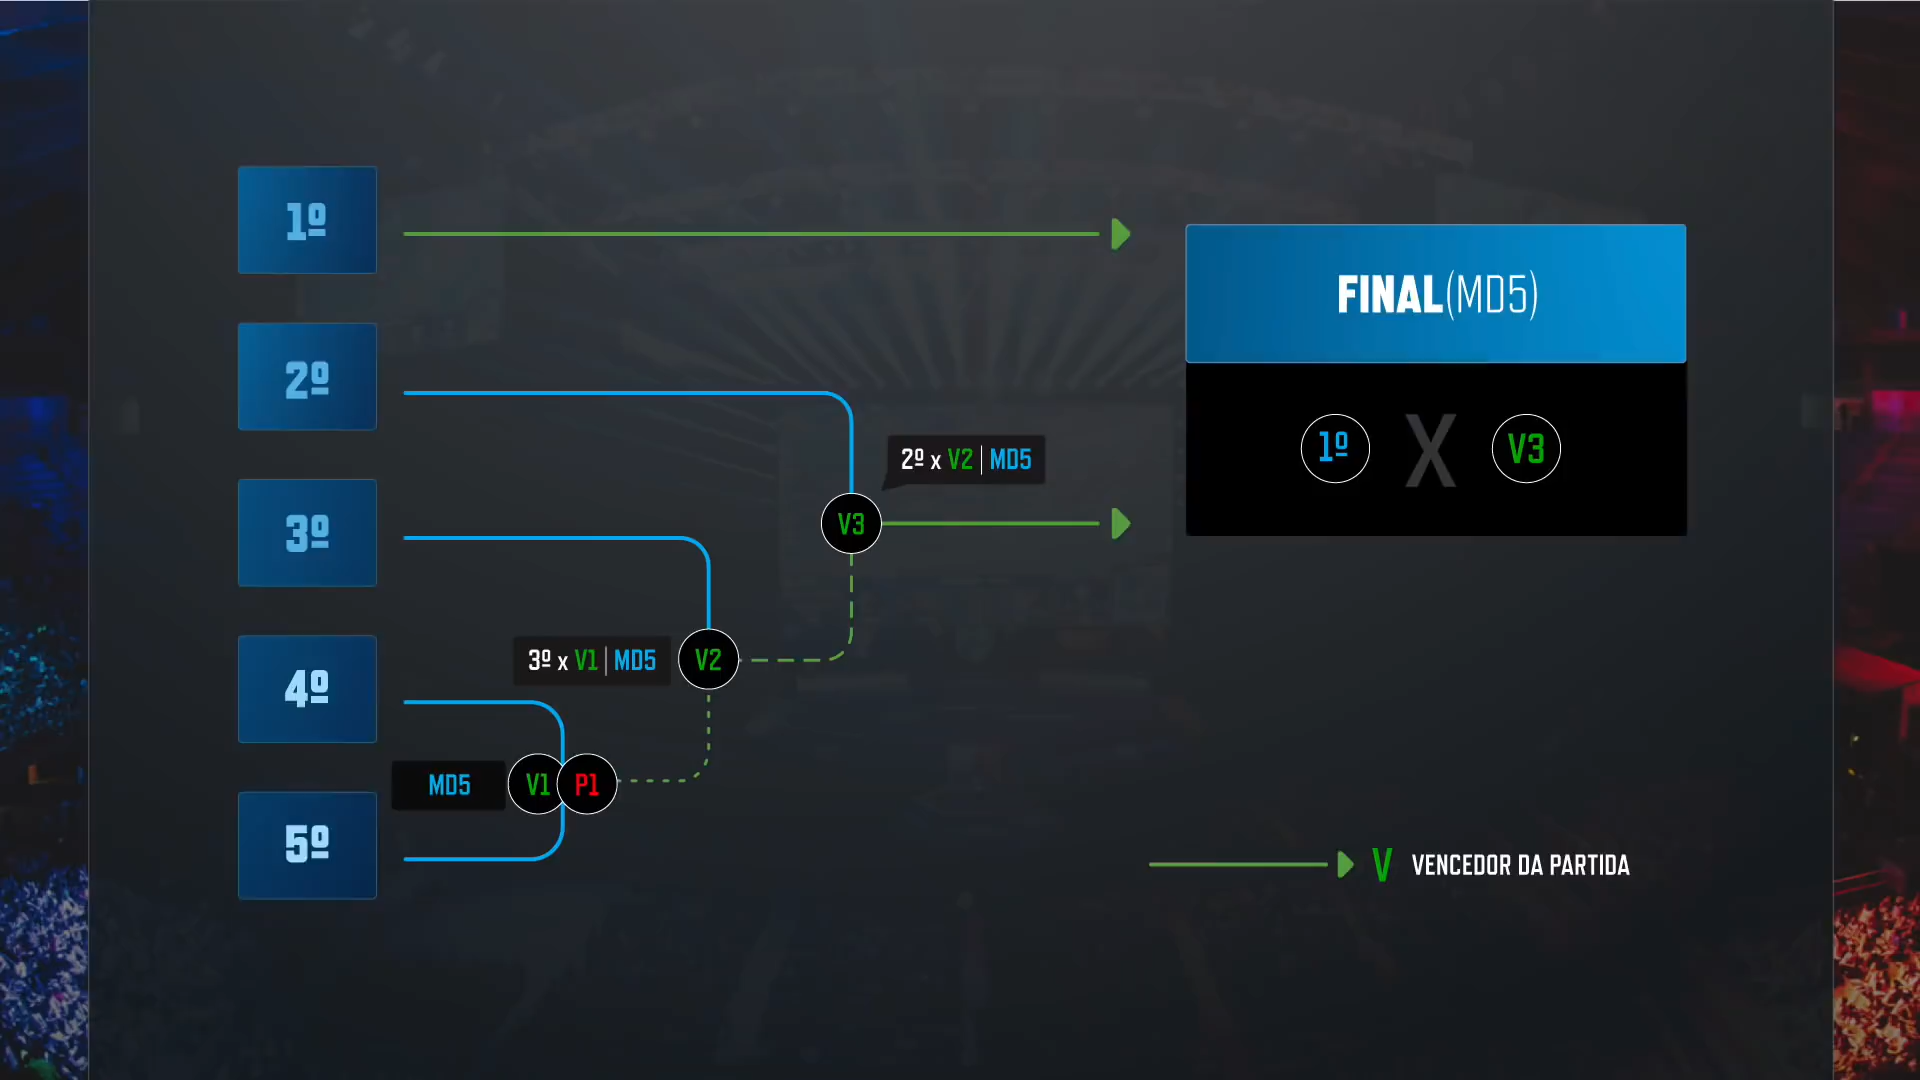 1º
2º
3º
4º
5º
2º x V2 | MD5
V3
3º x V1 | MD5
V2
MD5
V1
P1
FINAL(MD5)
1º X V3
V VENCEDOR DA PARTIDA